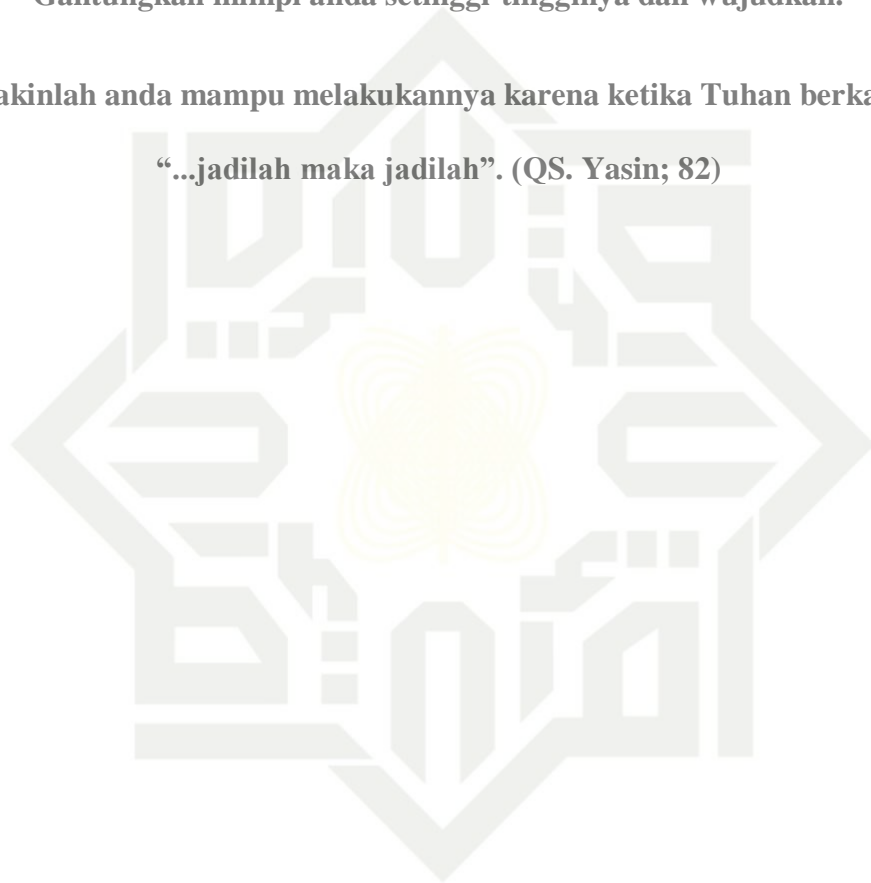 Gantungkan mimpi anda setinggi tingginya dan wujudkan.
akinlah anda mampu melakukannya karena ketika Tuhan berka
“...jadilah maka jadilah”. (QS. Yasin; 82)